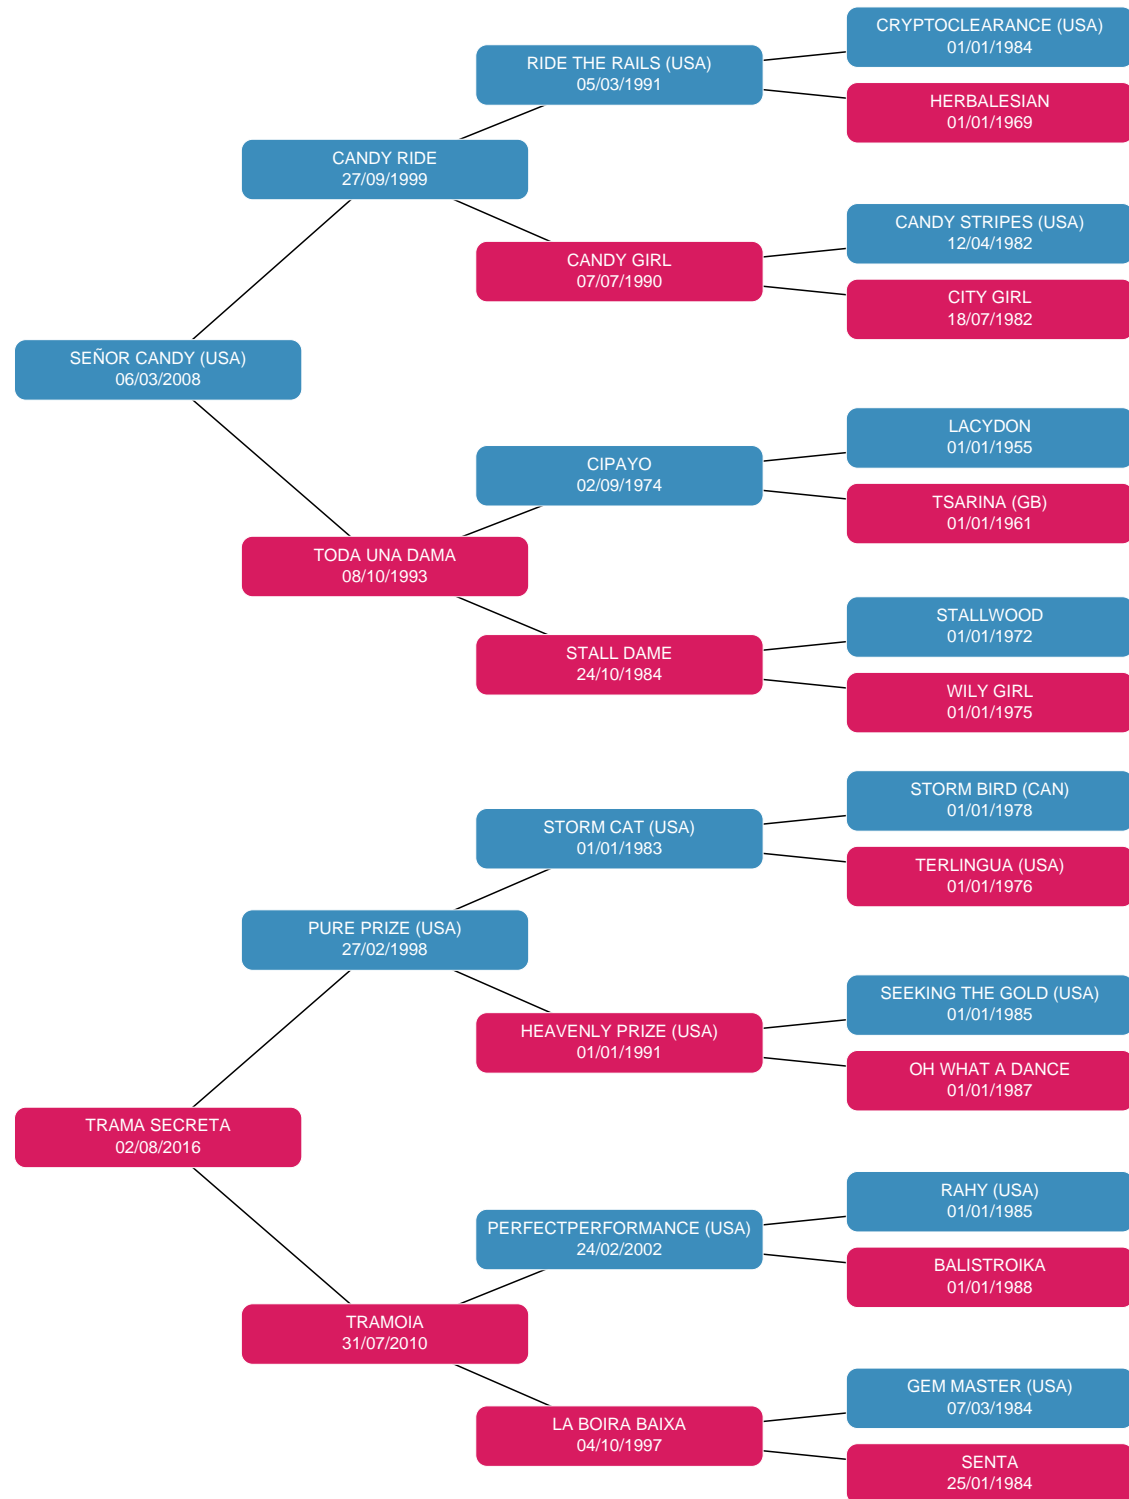 CRYPTOCLEARANCE (USA)
01/01/1984
RIDE THE RAILS (USA)
05/03/1991
HERBALESIAN
01/01/1969
CANDY RIDE
27/09/1999
CANDY STRIPES (USA)
12/04/1982
CANDY GIRL
07/07/1990
CITY GIRL
18/07/1982
SEÑOR CANDY (USA)
06/03/2008
LACYDON
01/01/1955
CIPAYO
02/09/1974
TSARINA (GB)
01/01/1961
TODA UNA DAMA
08/10/1993
STALLWOOD
01/01/1972
STALL DAME
24/10/1984
WILY GIRL
01/01/1975
STORM BIRD (CAN)
01/01/1978
STORM CAT (USA)
01/01/1983
TERLINGUA (USA)
01/01/1976
PURE PRIZE (USA)
27/02/1998
SEEKING THE GOLD (USA)
01/01/1985
HEAVENLY PRIZE (USA)
01/01/1991
OH WHAT A DANCE
01/01/1987
TRAMA SECRETA
02/08/2016
RAHY (USA)
01/01/1985
PERFECTPERFORMANCE (USA)
24/02/2002
BALISTROIKA
01/01/1988
TRAMOIA
31/07/2010
GEM MASTER (USA)
07/03/1984
LA BOIRA BAIXA
04/10/1997
SENTA
25/01/1984